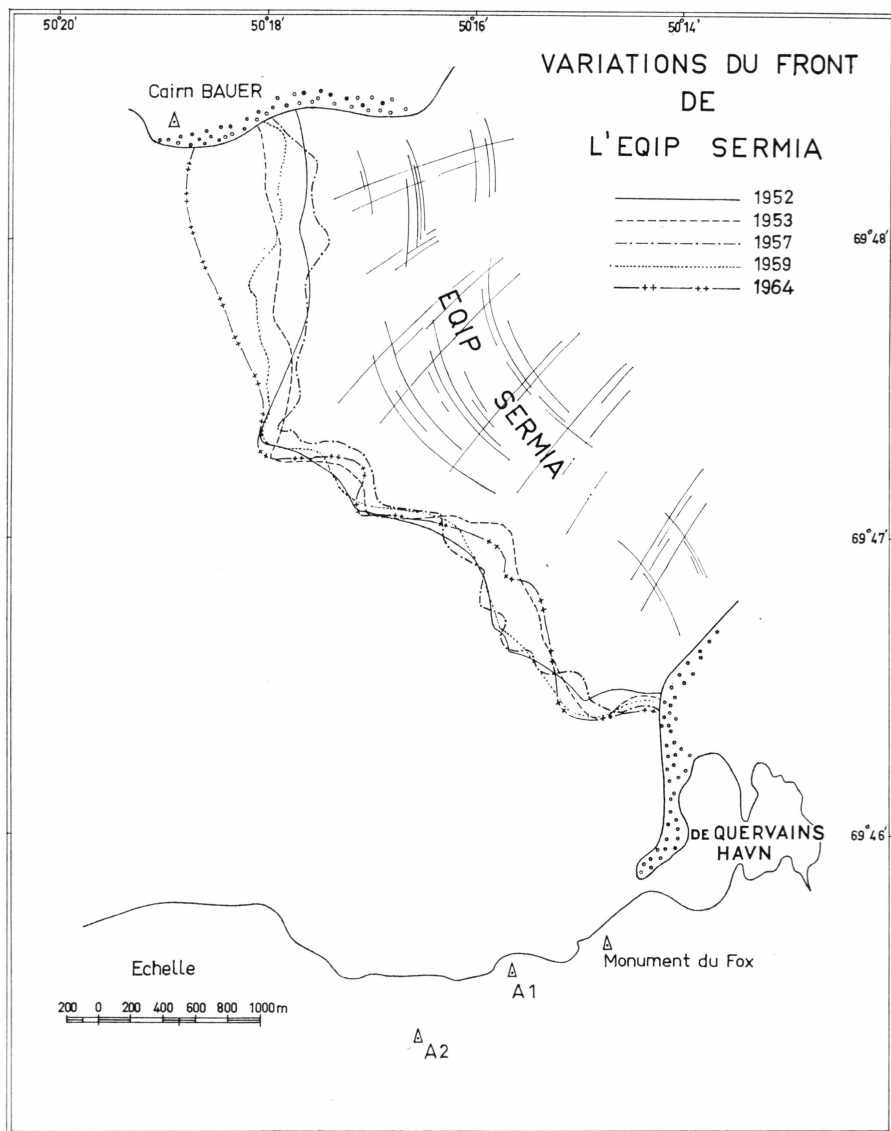 50°20' 50°18' 50°16' 50°14'
VARIATIONS DU FRONT
DE
L'EQIP SERMIA
Cairn BAUER
1952
1953
1957
1959
1964
69°48'
EQIP SERMIA
69°47'
69°46'
DE QUERVAINS
HAVN
Monument du Fox
A1
A2
Echelle
200 0 200 400 600 800 1000m